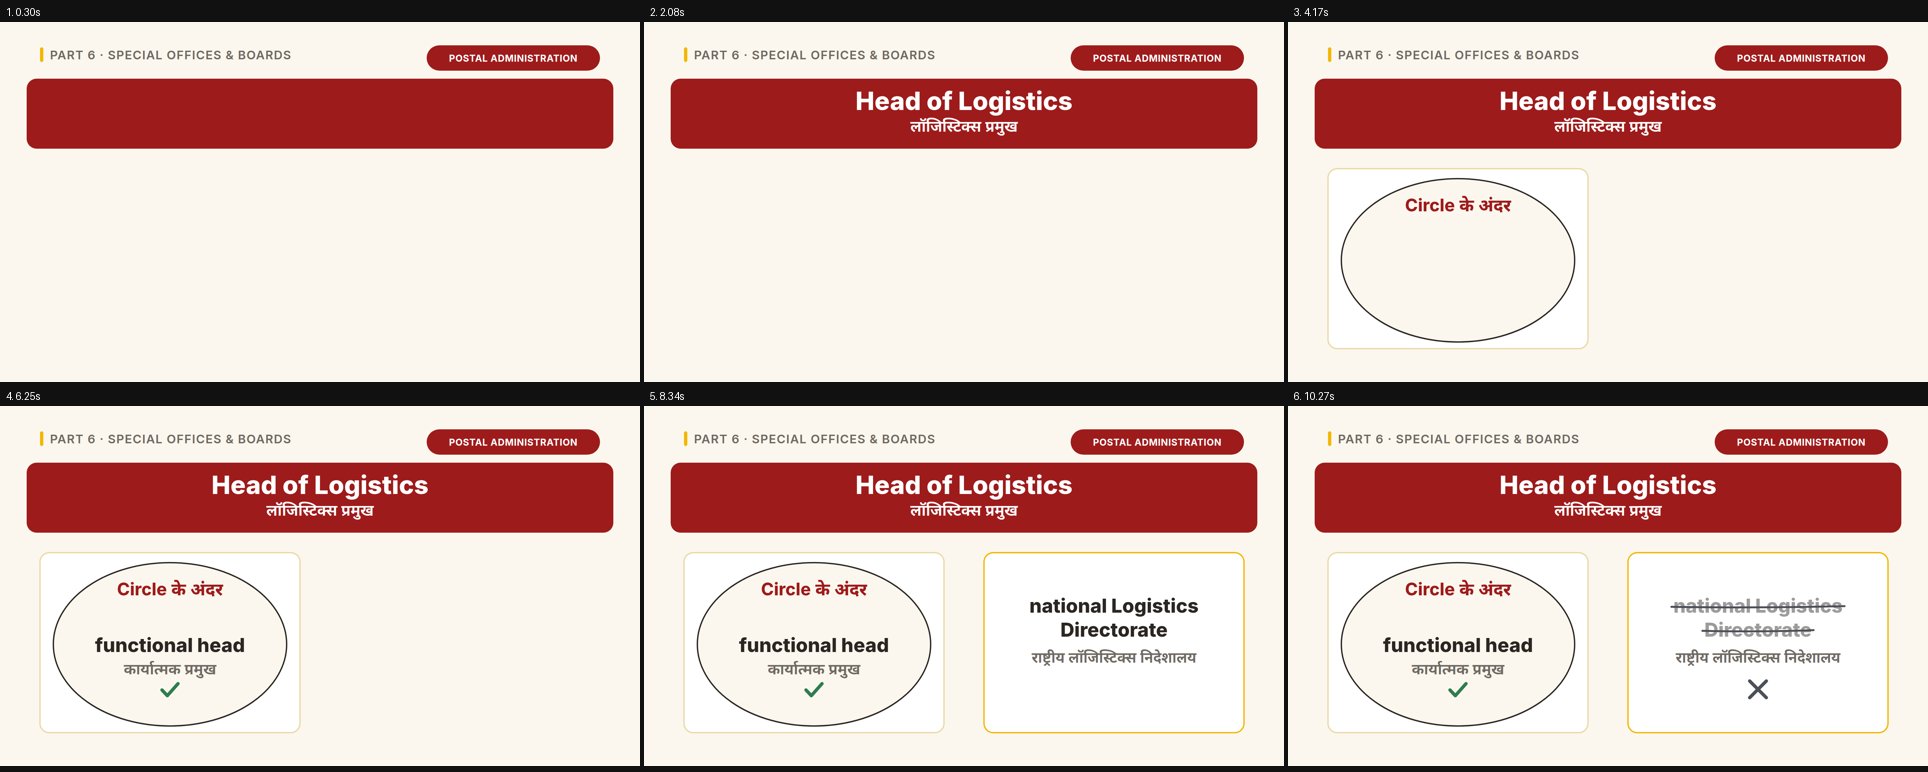 1. 0.30s
PART 6 · SPECIAL OFFICES & BOARDS
POSTAL ADMINISTRATION
2. 2.08s
PART 6 · SPECIAL OFFICES & BOARDS
POSTAL ADMINISTRATION
Head of Logistics
लॉजिस्टिक्स प्रमुख
3. 4.17s
PART 6 · SPECIAL OFFICES & BOARDS
POSTAL ADMINISTRATION
Head of Logistics
लॉजिस्टिक्स प्रमुख
Circle के अंदर
4. 6.25s
PART 6 · SPECIAL OFFICES & BOARDS
POSTAL ADMINISTRATION
Head of Logistics
लॉजिस्टिक्स प्रमुख
Circle के अंदर
functional head
कार्यात्मक प्रमुख
5. 8.34s
PART 6 · SPECIAL OFFICES & BOARDS
POSTAL ADMINISTRATION
Head of Logistics
लॉजिस्टिक्स प्रमुख
Circle के अंदर
functional head
कार्यात्मक प्रमुख
national Logistics
Directorate
राष्ट्रीय लॉजिस्टिक्स निदेशालय
6. 10.27s
PART 6 · SPECIAL OFFICES & BOARDS
POSTAL ADMINISTRATION
Head of Logistics
लॉजिस्टिक्स प्रमुख
Circle के अंदर
functional head
कार्यात्मक प्रमुख
national Logistics
Directorate
राष्ट्रीय लॉजिस्टिक्स निदेशालय